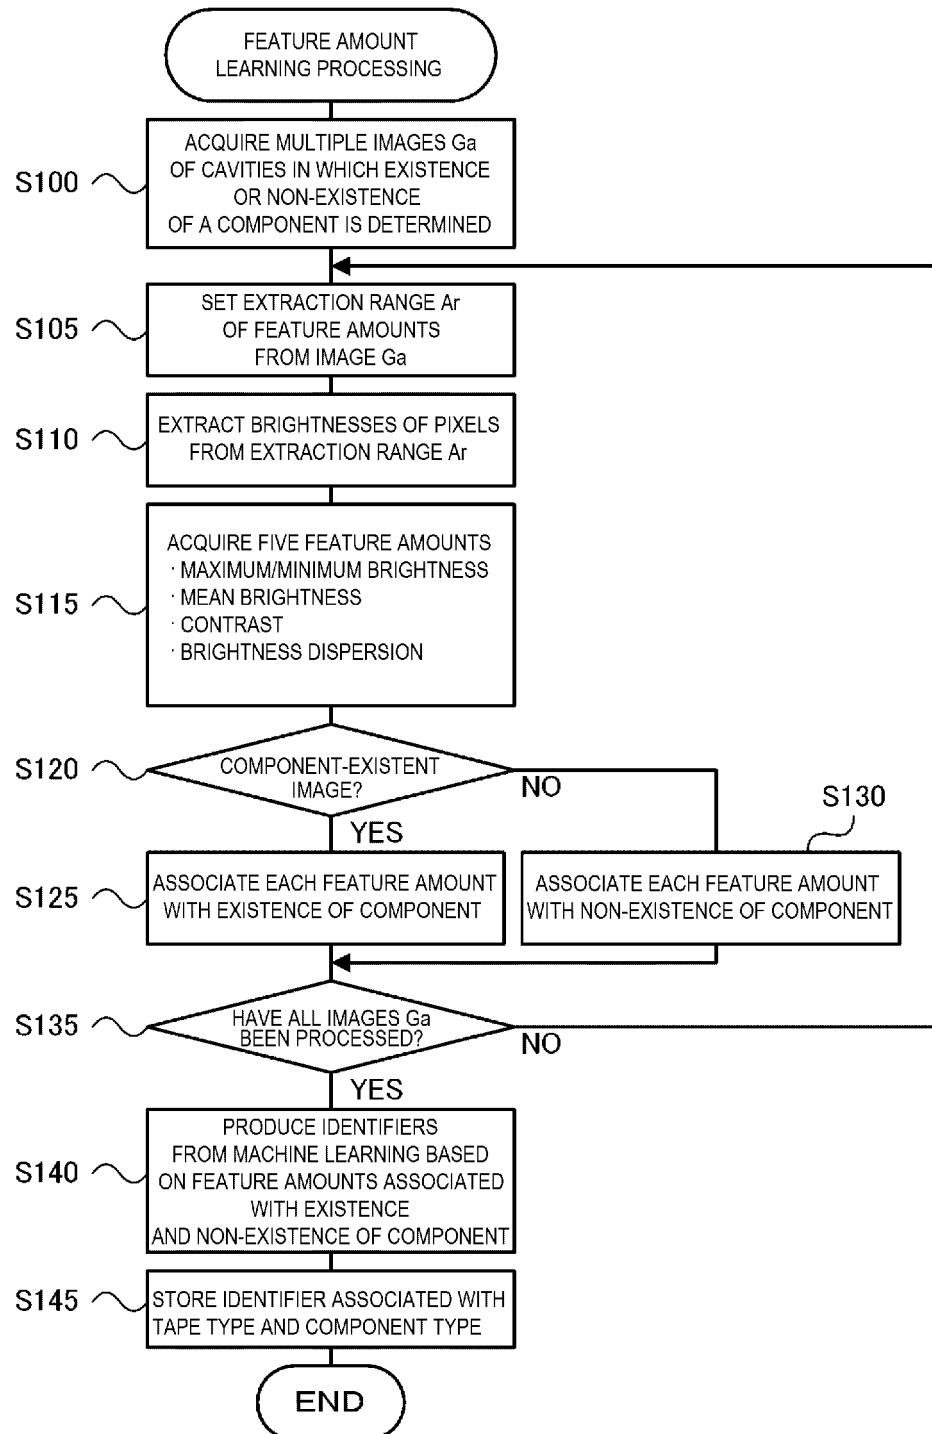 FEATURE AMOUNT
LEARNING PROCESSING
S100
ACQUIRE MULTIPLE IMAGES Ga
OF CAVITIES IN WHICH EXISTENCE
OR NON-EXISTENCE
OF A COMPONENT IS DETERMINED
S105
SET EXTRACTION RANGE Ar
OF FEATURE AMOUNTS
FROM IMAGE Ga
S110
EXTRACT BRIGHTNESSES OF PIXELS
FROM EXTRACTION RANGE Ar
S115
ACQUIRE FIVE FEATURE AMOUNTS
· MAXIMUM/MINIMUM BRIGHTNESS
· MEAN BRIGHTNESS
· CONTRAST
· BRIGHTNESS DISPERSION
S120
COMPONENT-EXISTENT
IMAGE?
NO
YES
S130
S125
ASSOCIATE EACH FEATURE AMOUNT
WITH EXISTENCE OF COMPONENT
ASSOCIATE EACH FEATURE AMOUNT
WITH NON-EXISTENCE OF COMPONENT
S135
HAVE ALL IMAGES Ga
BEEN PROCESSED?
NO
YES
S140
PRODUCE IDENTIFIERS
FROM MACHINE LEARNING BASED
ON FEATURE AMOUNTS ASSOCIATED
WITH EXISTENCE
AND NON-EXISTENCE OF COMPONENT
S145
STORE IDENTIFIER ASSOCIATED WITH
TAPE TYPE AND COMPONENT TYPE
END